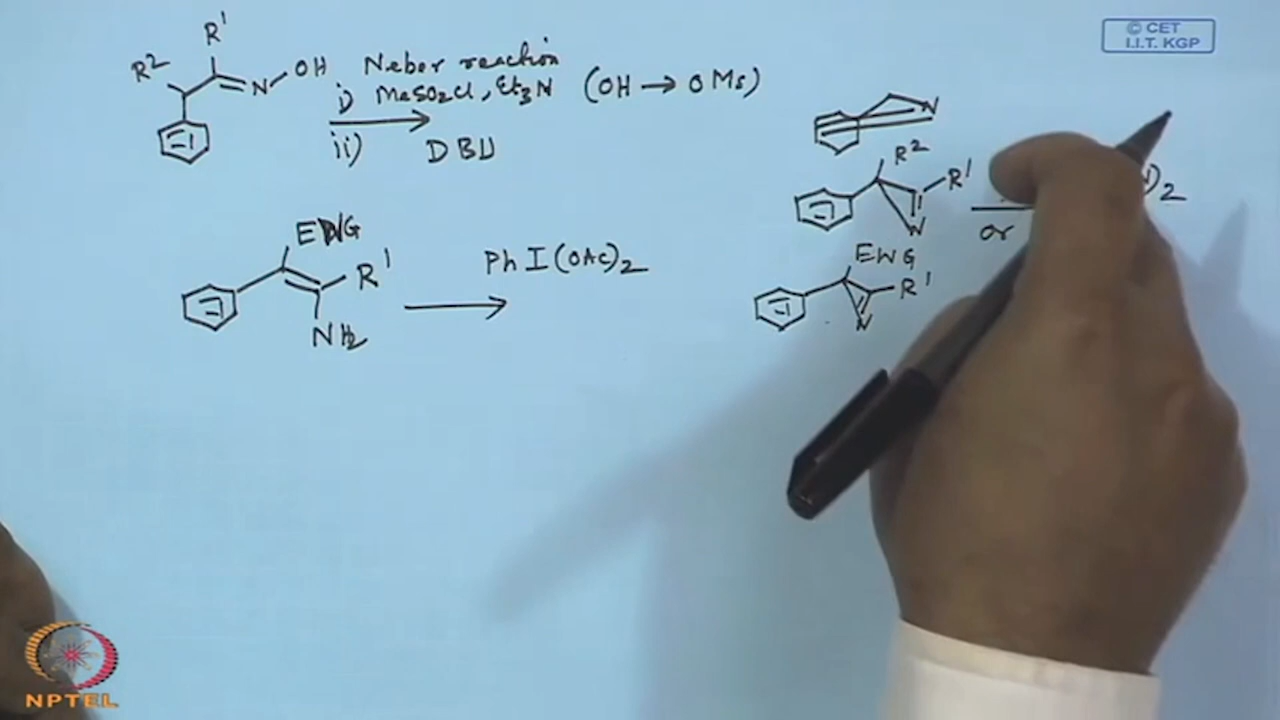 © CET
I.I.T. KGP
R¹
R²
N
OH
Neber reaction
i) MeSO2Cl, Et3N (OH → OMs)
ii) DBU
N
R²
R¹
N
or
)2
EWG
R¹
NH2
PhI(OAc)2
EWG
R¹
N
NPTEL